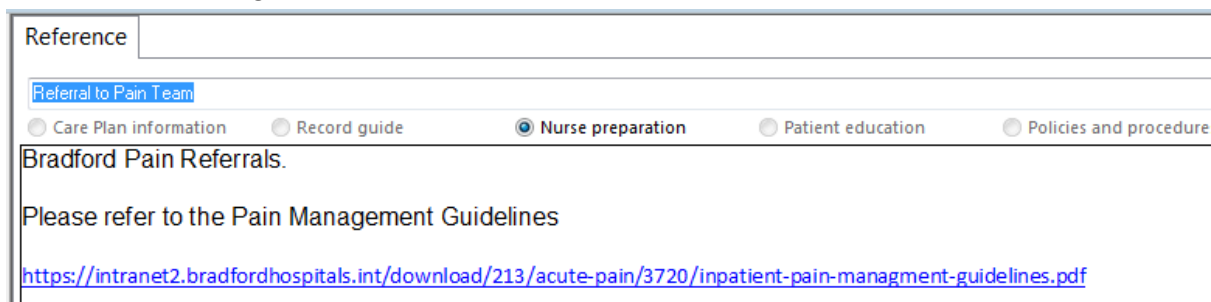 Reference
Referral to Pain Team
Care Plan information Record guide Nurse preparation Patient education Policies and procedure
Bradford Pain Referrals.
Please refer to the Pain Management Guidelines
https://intranet2.bradfordhospitals.int/download/213/acute-pain/3720/inpatient-pain-managment-guidelines.pdf